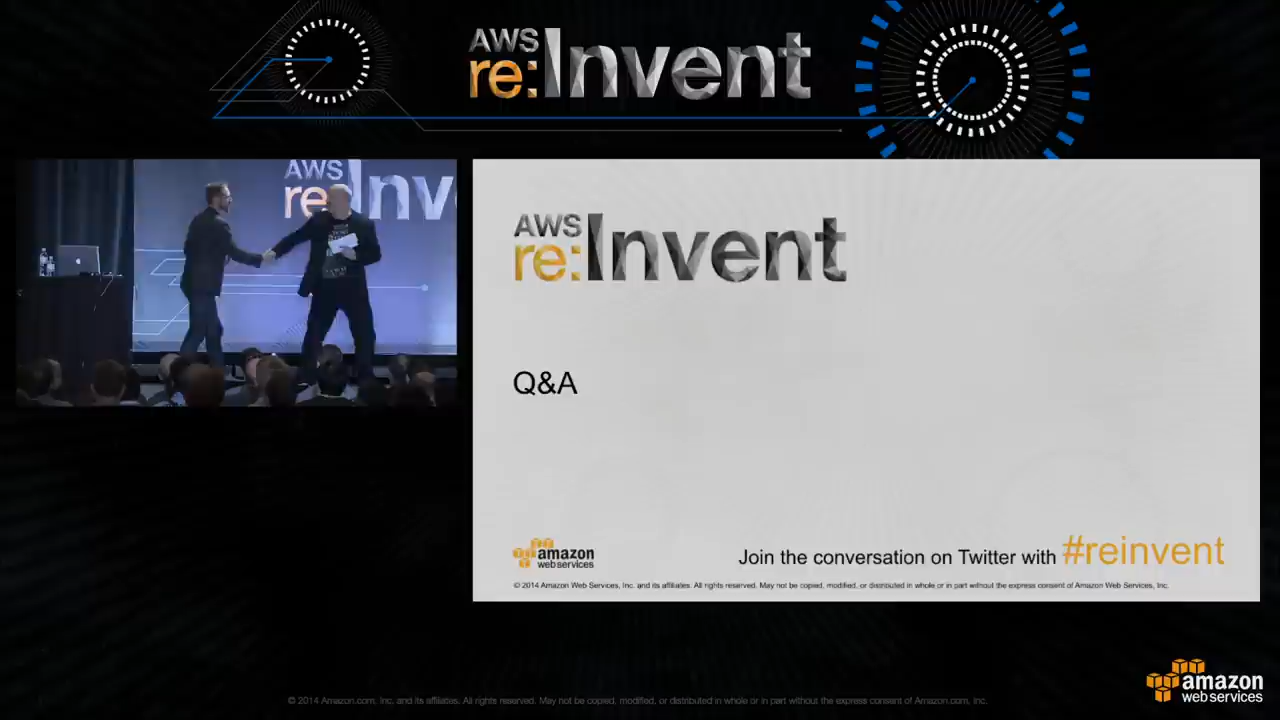 AWS
re:Invent
AWS
re:Inv
AWS
re:Invent
Q&A
amazon
webservices
Join the conversation on Twitter with #reinvent
© 2014 Amazon Web Services, Inc. and its affiliates. All rights reserved. May not be copied, modified, or distributed in whole or in part without the express consent of Amazon Web Services, Inc.
amazon
webservices
© 2014 Amazon.com, Inc. and its affiliates. All rights reserved. May not be copied, modified, or distributed in whole or in part without the express consent of Amazon.com, Inc.